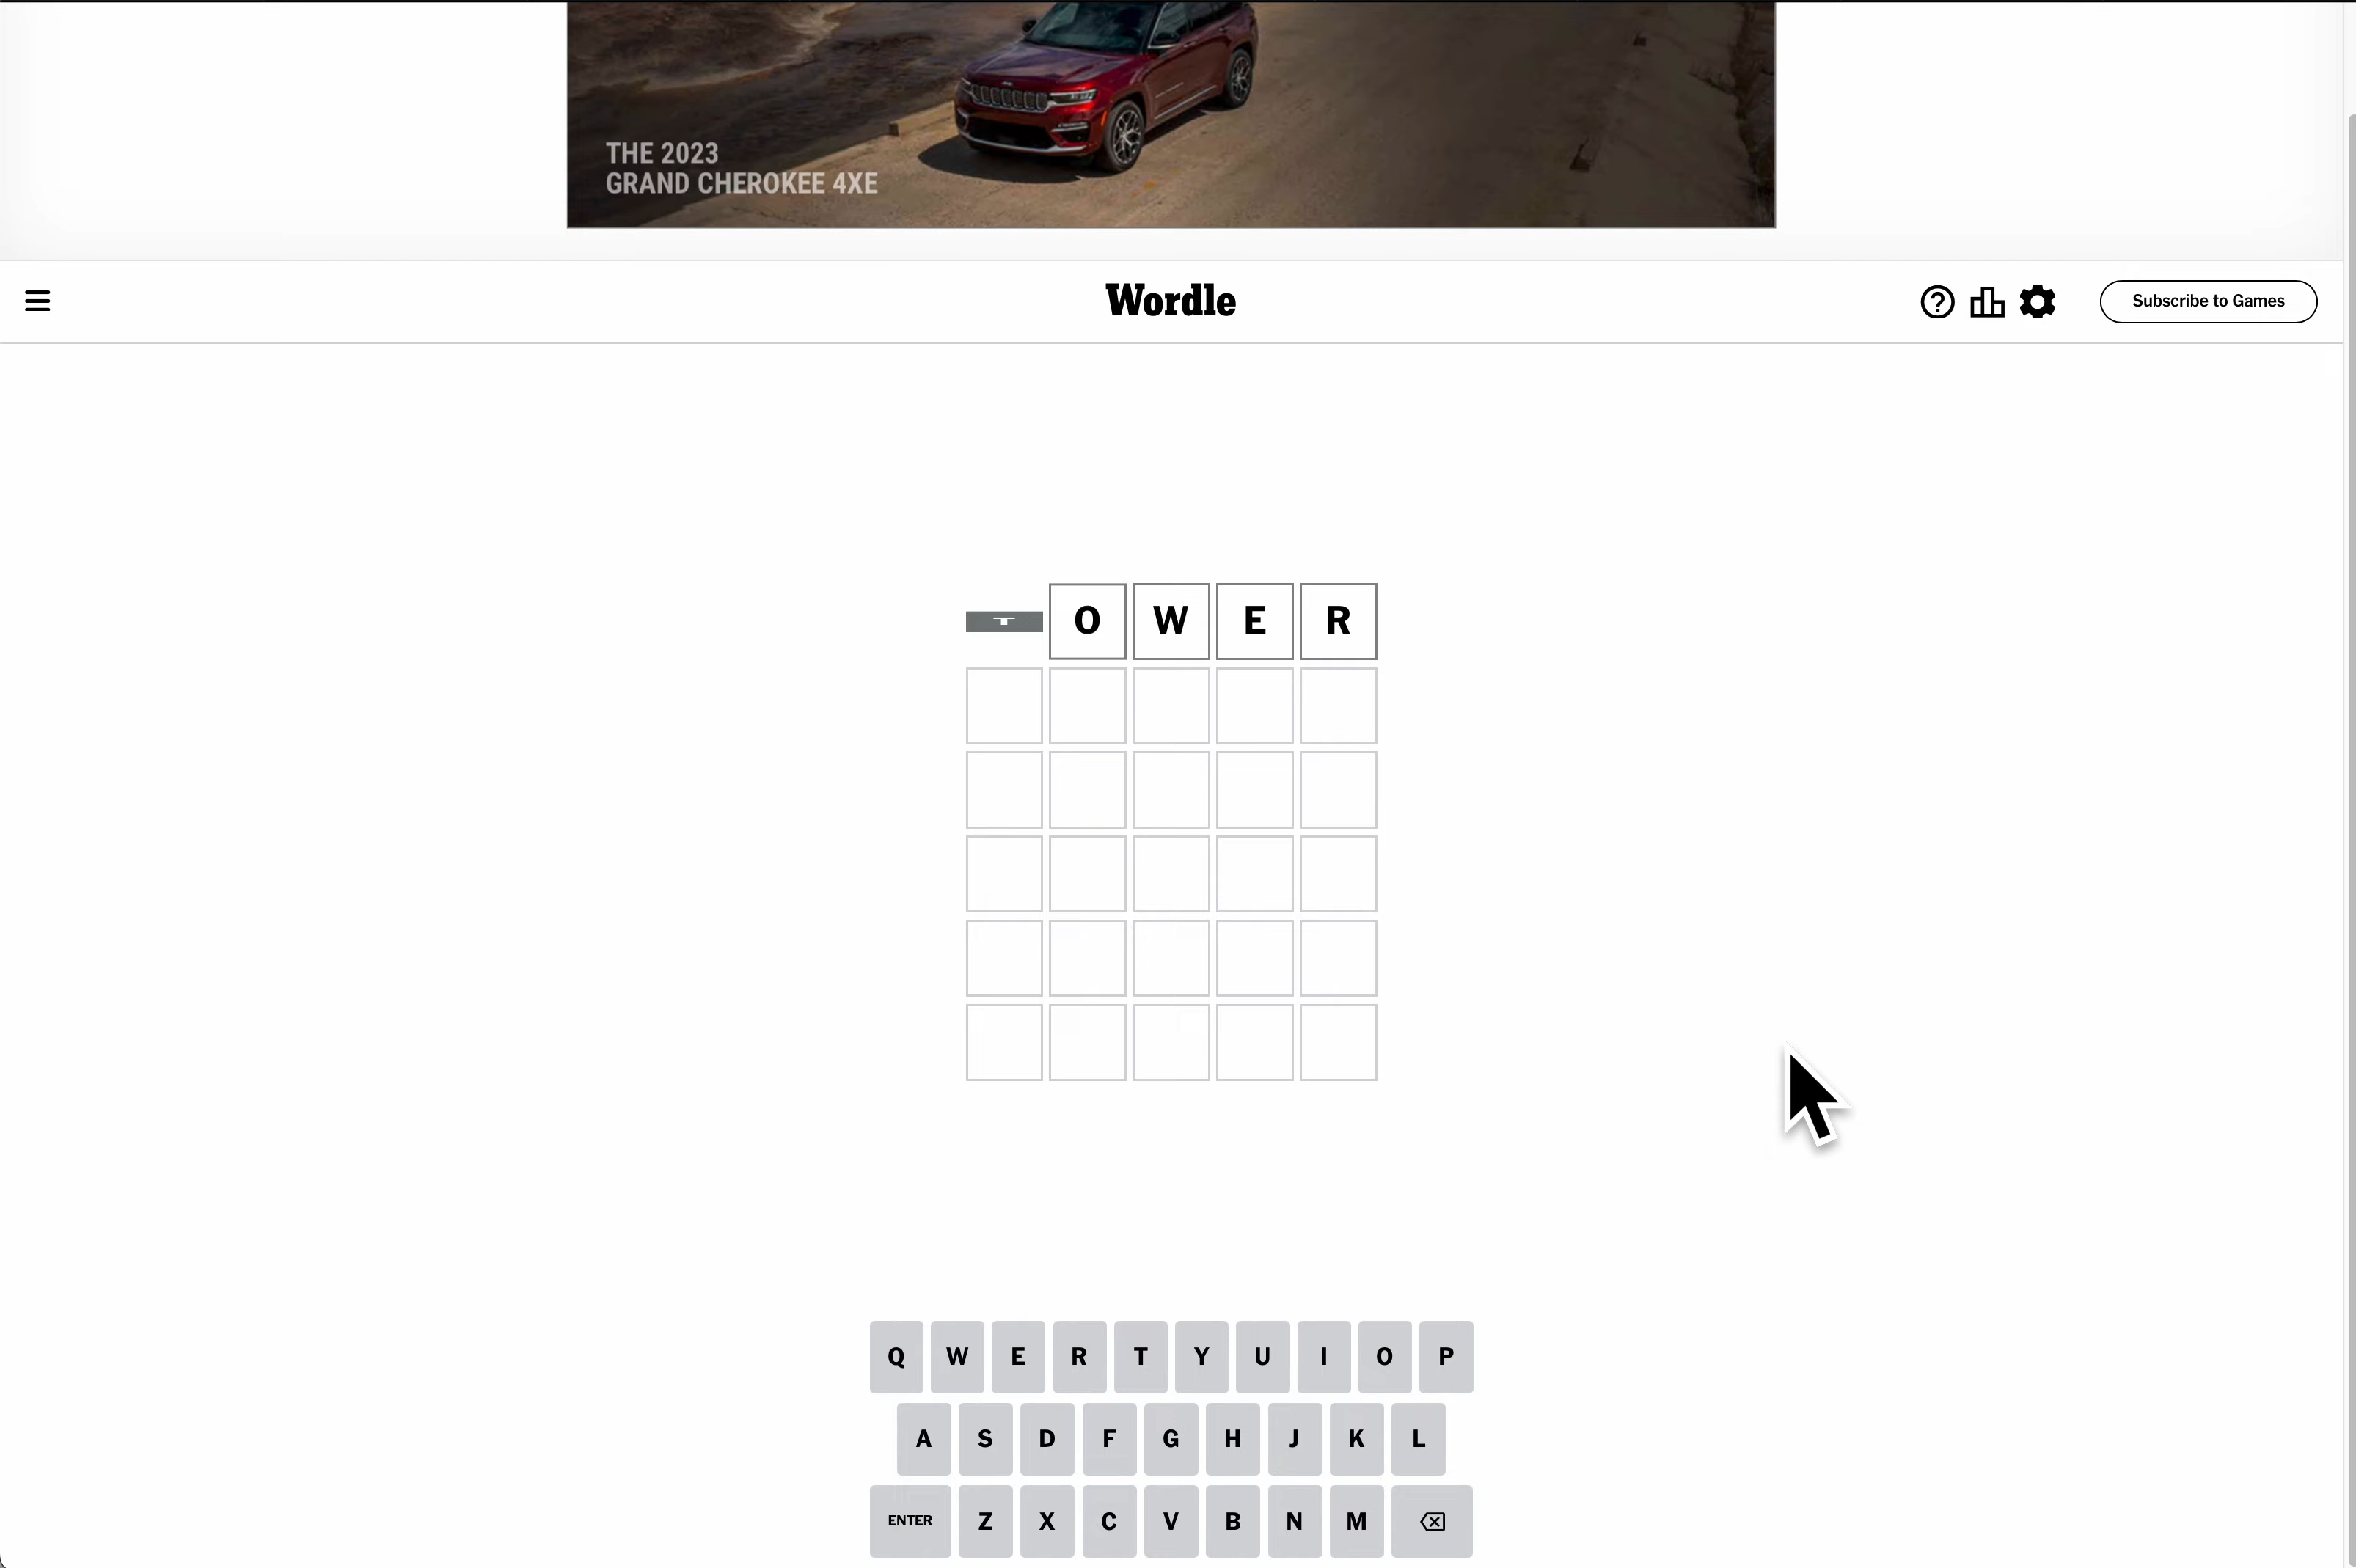 THE 2023
GRAND CHEROKEE 4XE
Wordle
Subscribe to Games
T O W E R
Q W E R T Y U I O P
A S D F G H J K L
ENTER Z X C V B N M